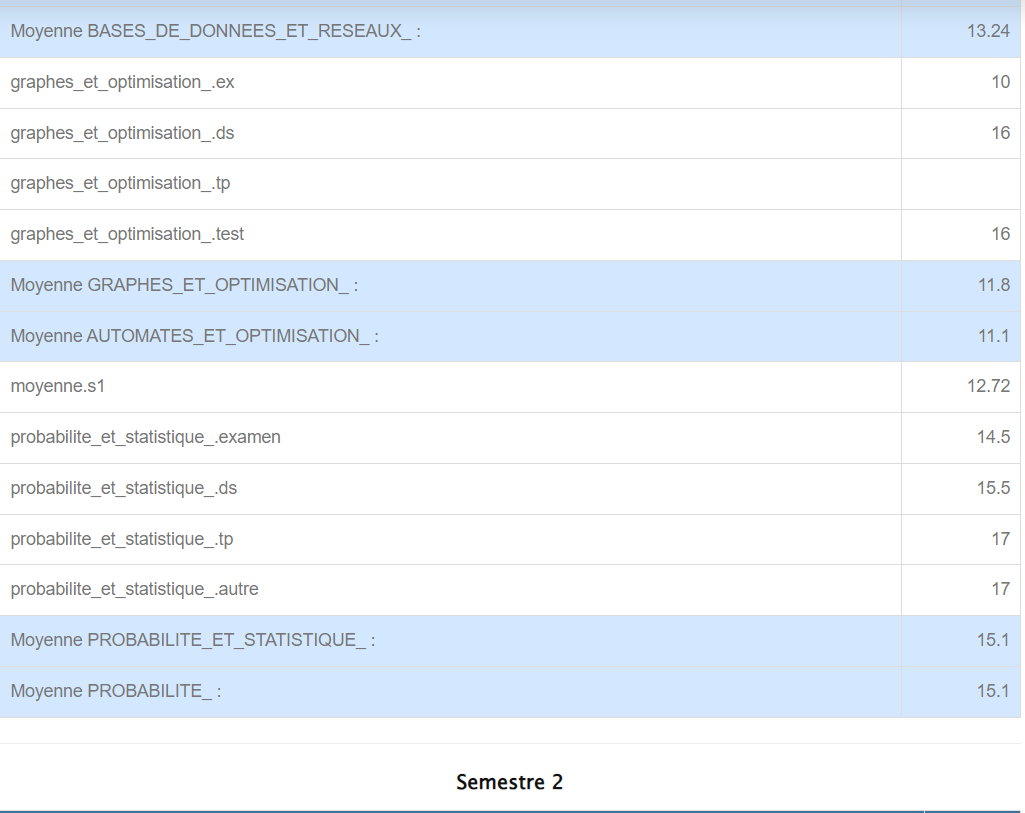 Moyenne BASES_DE_DONNEES_ET_RESEAUX_ : 13.24
graphes_et_optimisation_.ex 10
graphes_et_optimisation_.ds 16
graphes_et_optimisation_.tp
graphes_et_optimisation_.test 16
Moyenne GRAPHES_ET_OPTIMISATION_ : 11.8
Moyenne AUTOMATES_ET_OPTIMISATION_ : 11.1
moyenne.s1 12.72
probabilite_et_statistique_.examen 14.5
probabilite_et_statistique_.ds 15.5
probabilite_et_statistique_.tp 17
probabilite_et_statistique_.autre 17
Moyenne PROBABILITE_ET_STATISTIQUE_ : 15.1
Moyenne PROBABILITE_ : 15.1
Semestre 2